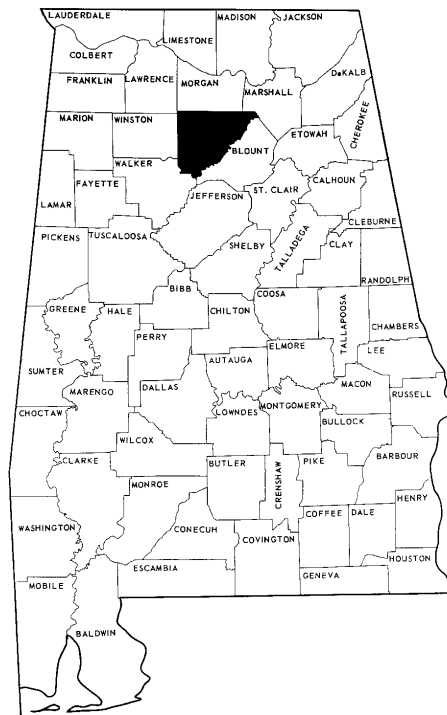 LAUDERDALE
MADISON
JACKSON
LIMESTONE
COLBERT
FRANKLIN
LAWRENCE
MORGAN
MARSHALL
DeKALB
MARION
WINSTON
ETOWAH
CHEROKEE
BLOUNT
WALKER
FAYETTE
JEFFERSON
ST. CLAIR
CALHOUN
LAMAR
CLEBURNE
PICKENS
TUSCALOOSA
SHELBY
TALLADEGA
CLAY
RANDOLPH
BIBB
COOSA
GREENE
HALE
CHILTON
TALLAPOOSA
CHAMBERS
PERRY
ELMORE
LEE
AUTAUGA
SUMTER
MARENGO
DALLAS
MACON
RUSSELL
CHOCTAW
LOWNDES
MONTGOMERY
BULLOCK
WILCOX
CLARKE
BUTLER
CRENSHAW
PIKE
BARBOUR
MONROE
HENRY
WASHINGTON
CONECUH
COFFEE
DALE
COVINGTON
HOUSTON
ESCAMBIA
GENEVA
MOBILE
BALDWIN